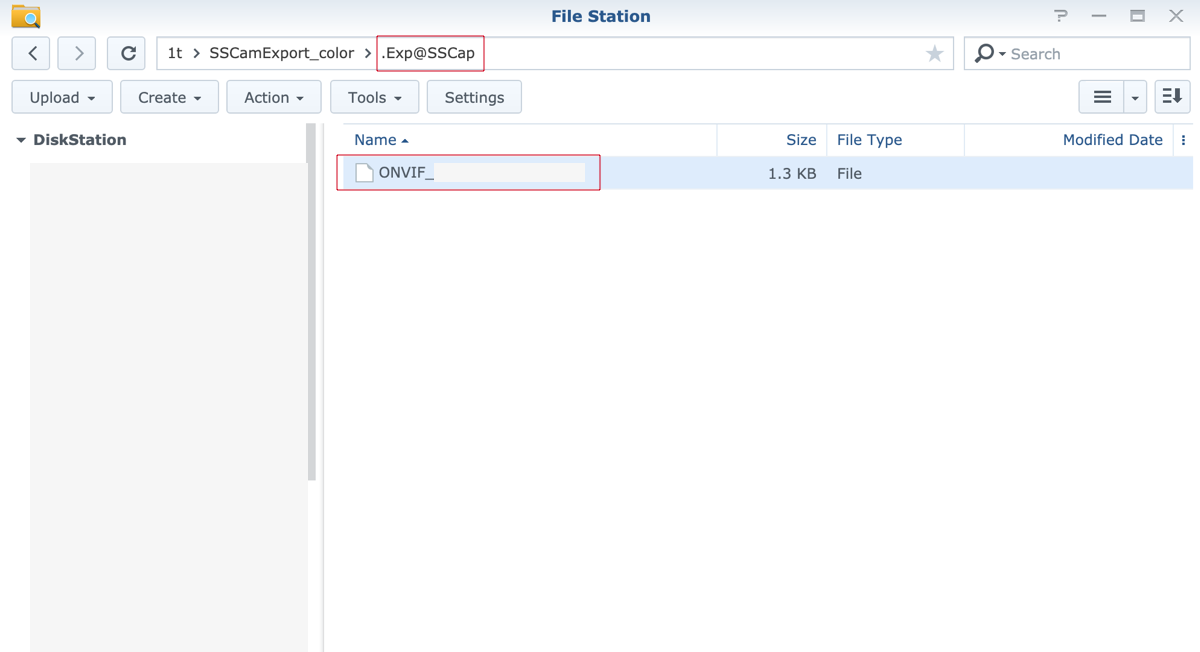 File Station
1t > SSCamExport_color > .Exp@SSCap
Search
Upload Create Action Tools Settings
DiskStation
Name Size File Type Modified Date
ONVIF_ 1.3 KB File